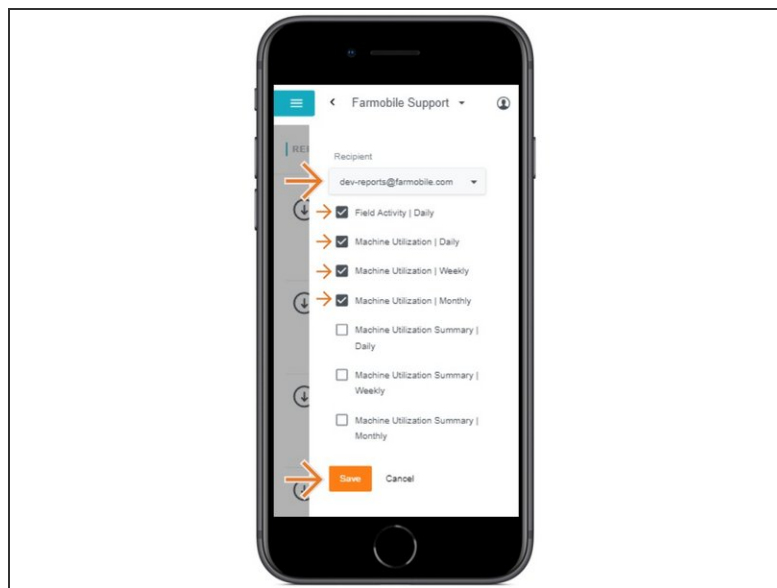 Farmobile Support
REI
Recipient
dev-reports@farmobile.com
Field Activity | Daily
Machine Utilization | Daily
Machine Utilization | Weekly
Machine Utilization | Monthly
Machine Utilization Summary |
Daily
Machine Utilization Summary |
Weekly
Machine Utilization Summary |
Monthly
Save
Cancel